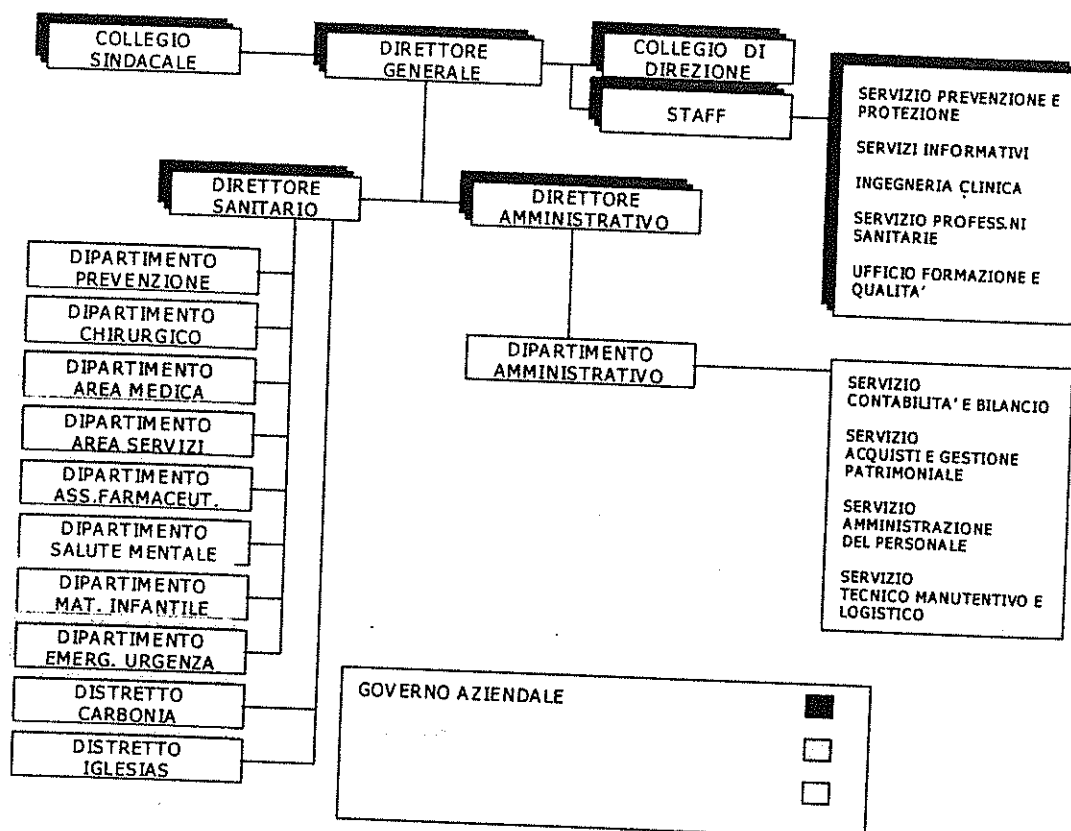 COLLEGIO
SINDACALE
DIRETTORE
GENERALE
COLLEGIO DI
DIREZIONE
STAFF
SERVIZIO PREVENZIONE E
PROTEZIONE
SERVIZI INFORMATIVI
INGEGNERIA CLINICA
SERVIZIO PROFESS.NI
SANITARIE
UFFICIO FORMAZIONE E
QUALITA'
DIRETTORE
SANITARIO
DIRETTORE
AMMINISTRATIVO
DIPARTIMENTO
PREVENZIONE
DIPARTIMENTO
CHIRURGICO
DIPARTIMENTO
AREA MEDICA
DIPARTIMENTO
AREA SERVIZI
DIPARTIMENTO
ASS.FARMACEUT.
DIPARTIMENTO
SALUTE MENTALE
DIPARTIMENTO
MAT. INFANTILE
DIPARTIMENTO
EMERG. URGENZA
DISTRETTO
CARBONIA
DISTRETTO
IGLESIAS
DIPARTIMENTO
AMMINISTRATIVO
SERVIZIO
CONTABILITA' E BILANCIO
SERVIZIO
ACQUISTI E GESTIONE
PATRIMONIALE
SERVIZIO
AMMINISTRAZIONE
DEL PERSONALE
SERVIZIO
TECNICO MANUTENTIVO E
LOGISTICO
GOVERNO AZIENDALE